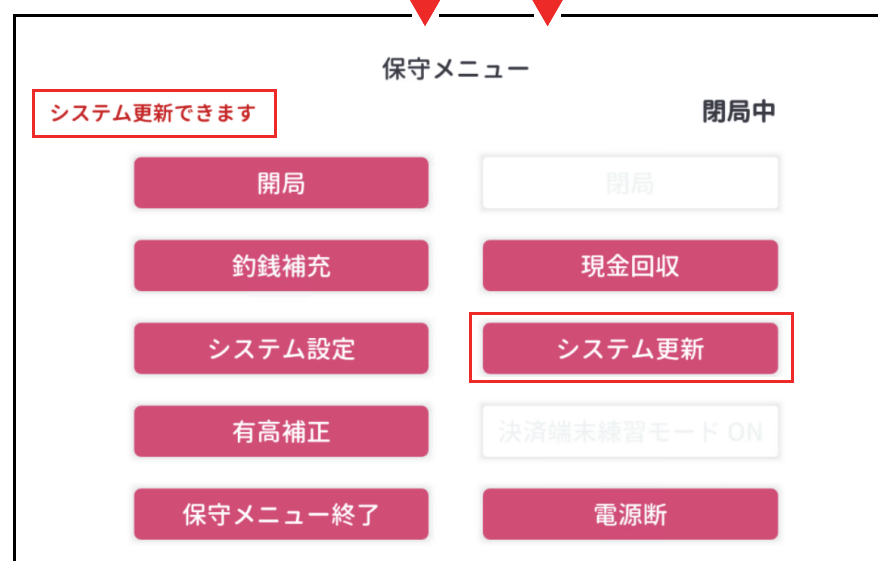 保守メニュー
システム更新できます
閉局中
開局
閉局
釣銭補充
現金回収
システム設定
システム更新
有高補正
決済端末練習モード ON
保守メニュー終了
電源断